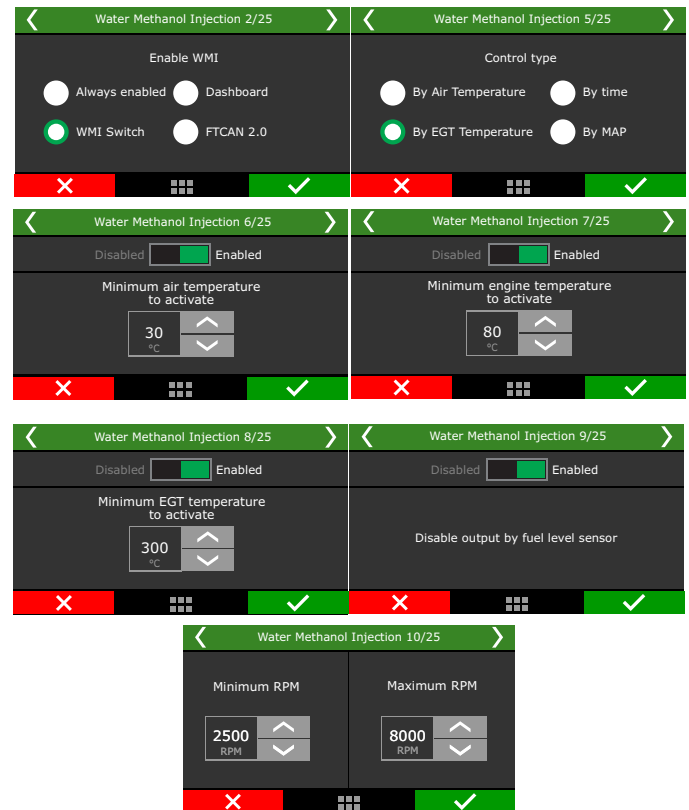 Water Methanol Injection 2/25
Enable WMI
Always enabled
Dashboard
WMI Switch
FTCAN 2.0
Water Methanol Injection 5/25
Control type
By Air Temperature
By time
By EGT Temperature
By MAP
Water Methanol Injection 6/25
Disabled
Enabled
Minimum air temperature
to activate
30
°C
Water Methanol Injection 7/25
Disabled
Enabled
Minimum engine temperature
to activate
80
°C
Water Methanol Injection 8/25
Disabled
Enabled
Minimum EGT temperature
to activate
300
°C
Water Methanol Injection 9/25
Disabled
Enabled
Disable output by fuel level sensor
Water Methanol Injection 10/25
Minimum RPM
2500
RPM
Maximum RPM
8000
RPM